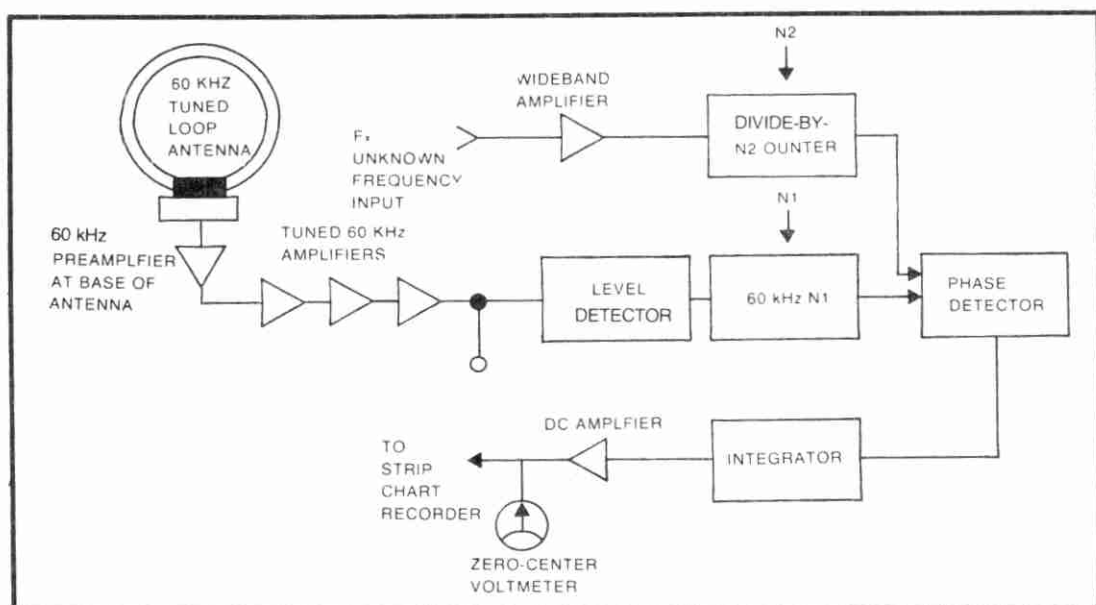 60 KHZ
TUNED
LOOP
ANTENNA
60 kHz
PREAMPLFIER
AT BASE OF
ANTENNA
TUNED 60 KHz
AMPLIFIERS
WIDEBAND
AMPLIFIER
Fx
UNKNOWN
FREQUENCY
INPUT
N2
DIVIDE-BY-
N2 OUNTER
N1
LEVEL
DETECTOR
60 kHz N1
PHASE
DETECTOR
DC AMPLFIER
INTEGRATOR
TO
STRIP
CHART
RECORDER
ZERO-CENTER
VOLTMETER